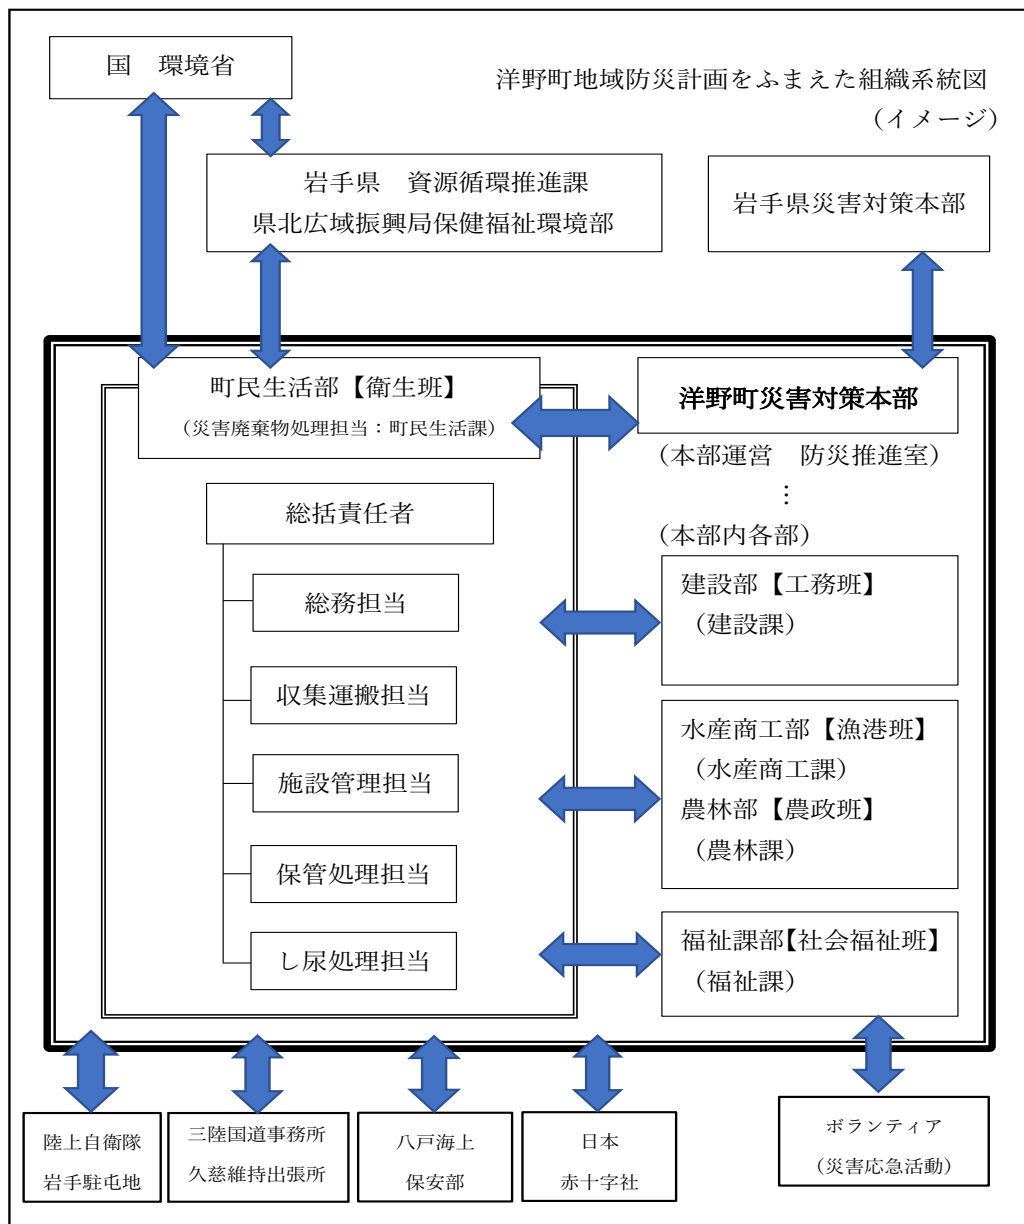 国　環境省
洋野町地域防災計画をふまえた組織系統図
（イメージ）
岩手県　資源循環推進課
県北広域振興局保健福祉環境部
岩手県災害対策本部
町民生活部【衛生班】
（災害廃棄物処理担当：町民生活課）
洋野町災害対策本部
（本部運営　防災推進室）
⋮
（本部内各部）
総括責任者
総務担当
収集運搬担当
施設管理担当
保管処理担当
し尿処理担当
建設部【工務班】
（建設課）
水産商工部【漁港班】
（水産商工課）
農林部【農政班】
（農林課）
福祉課部【社会福祉班】
（福祉課）
陸上自衛隊
岩手駐屯地
三陸国道事務所
久慈維持出張所
八戸海上
保安部
日本
赤十字社
ボランティア
（災害応急活動）